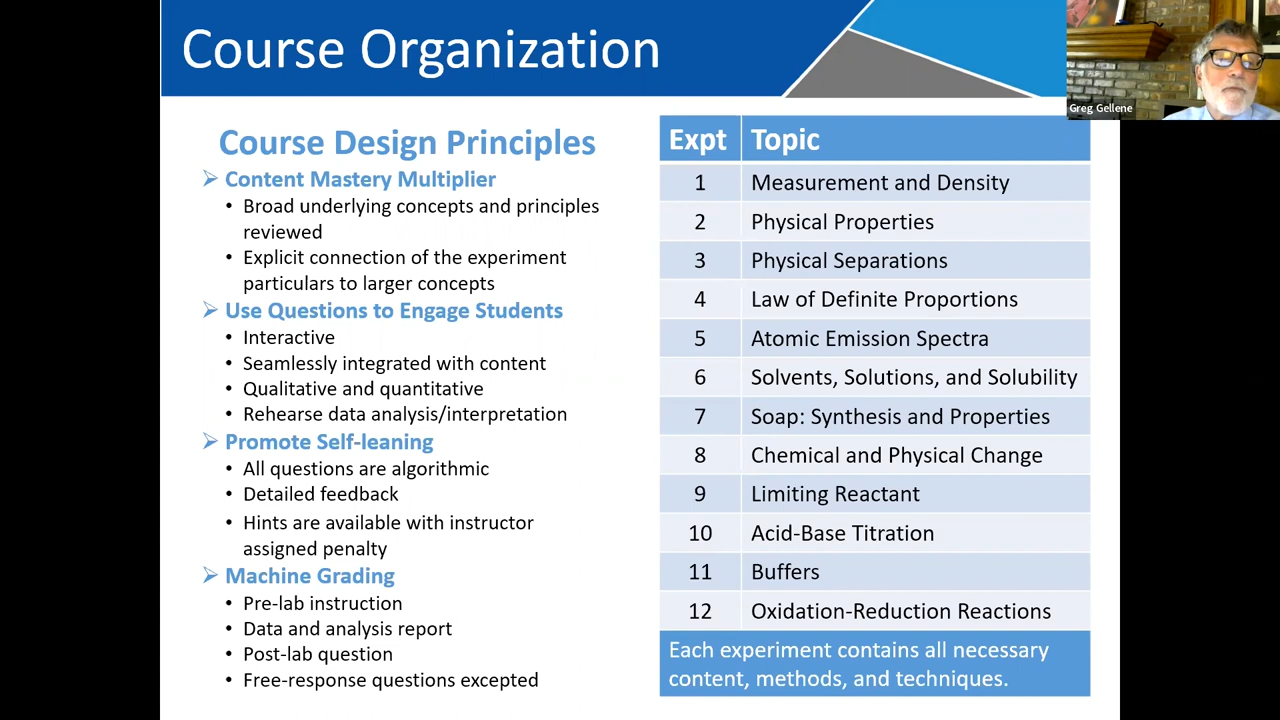 Course Organization
Greg Gellene
Course Design Principles
➢ Content Mastery Multiplier
• Broad underlying concepts and principles
reviewed
• Explicit connection of the experiment
particulars to larger concepts
➢ Use Questions to Engage Students
• Interactive
• Seamlessly integrated with content
• Qualitative and quantitative
• Rehearse data analysis/interpretation
➢ Promote Self-leaning
• All questions are algorithmic
• Detailed feedback
• Hints are available with instructor
assigned penalty
➢ Machine Grading
• Pre-lab instruction
• Data and analysis report
• Post-lab question
• Free-response questions excepted
Expt Topic
1 Measurement and Density
2 Physical Properties
3 Physical Separations
4 Law of Definite Proportions
5 Atomic Emission Spectra
6 Solvents, Solutions, and Solubility
7 Soap: Synthesis and Properties
8 Chemical and Physical Change
9 Limiting Reactant
10 Acid-Base Titration
11 Buffers
12 Oxidation-Reduction Reactions
Each experiment contains all necessary
content, methods, and techniques.